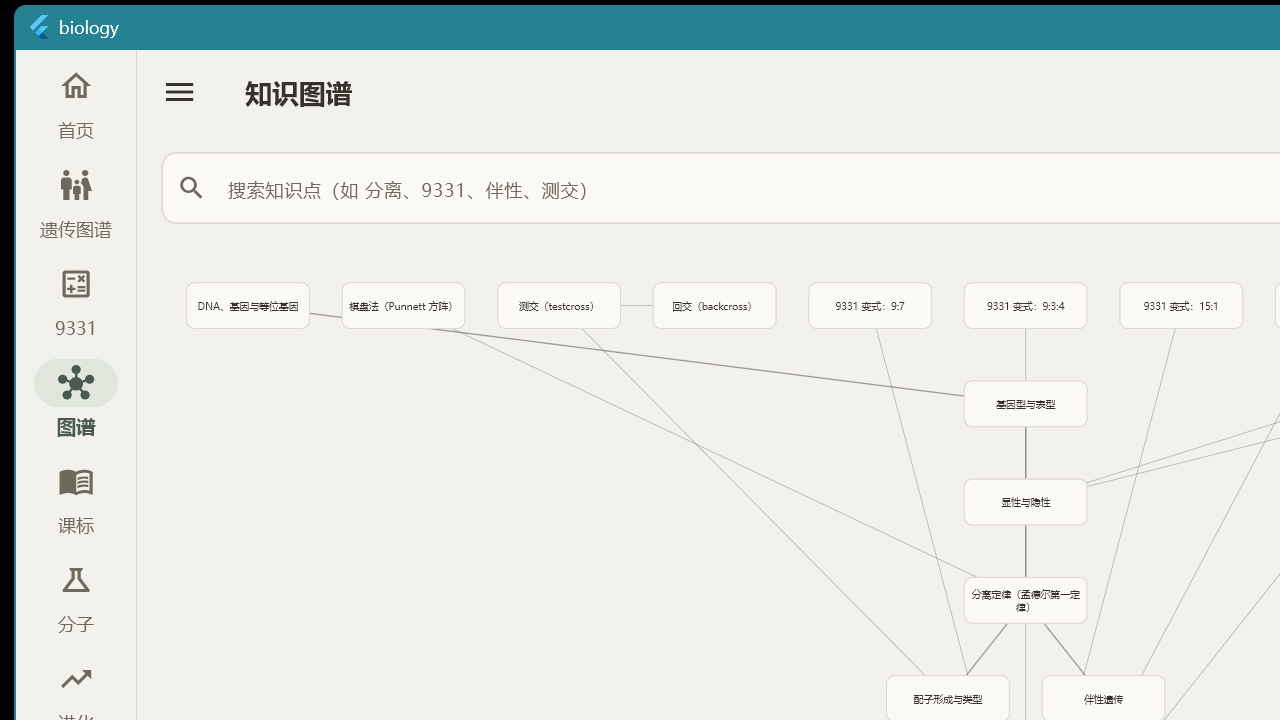 biology
首页
遗传图谱
9331
图谱
课标
分子
进化
知识图谱
搜索知识点（如 分离、9331、伴性、测交）
DNA、基因与等位基因
棋盘法（Punnett 方阵）
测交（testcross）
回交（backcross）
9331 变式：9:7
9331 变式：9:3:4
9331 变式：15:1
基因型与表型
显性与隐性
分离定律（孟德尔第一定
律）
配子形成与类型
伴性遗传